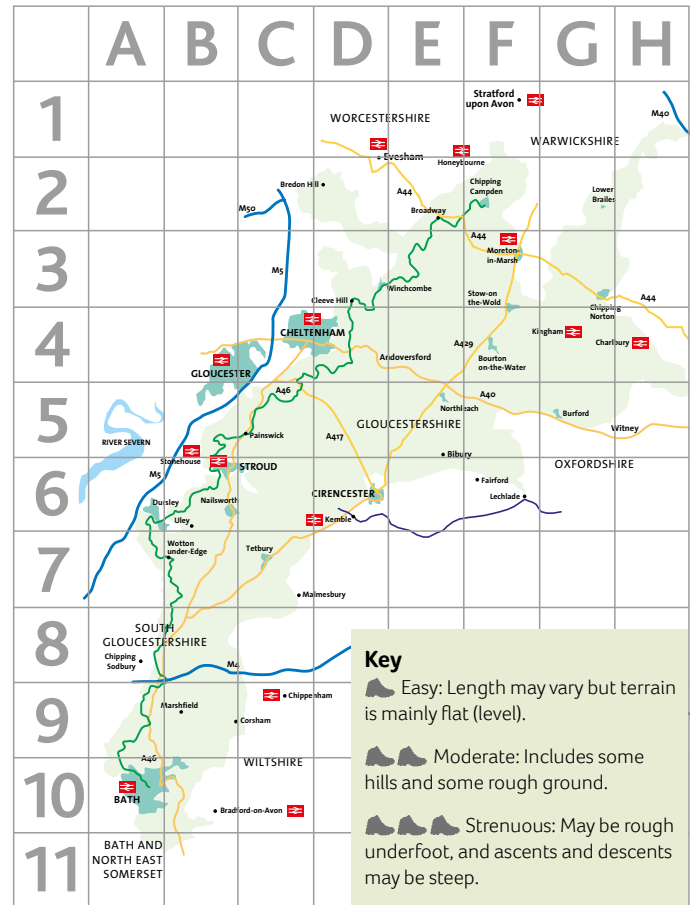 A B C D E F G H
1
2
3
4
5
6
7
8
9
10
11
Stratford
upon Avon
WORCESTERSHIRE
WARWICKSHIRE
M40
Evesham
Honeybourne
Bredon Hill
A44
Chipping
Campden
Lower
Brailes
M50
Broadway
A44
Moreton-
in-Marsh
M5
Winchcombe
Cleeve Hill
Stow-on
the-Wold
Chipping
Norton
A44
CHELTENHAM
Kingham
Charlbury
Andoversford
A429
GLOUCESTER
Bourton
on-the-Water
A46
A40
Northleach
Burford
RIVER SEVERN
Painswick
A417
GLOUCESTERSHIRE
Witney
Stonehouse
STROUD
Bibury
OXFORDSHIRE
M5
CIRENCESTER
Fairford
Lechlade
Dursley
Nailsworth
Uley
Kemble
Wotton
under-Edge
Tetbury
Malmesbury
SOUTH
GLOUCESTERSHIRE
Chipping
Sodbury
M4
Marshfield
Chippenham
Corsham
A46
WILTSHIRE
BATH
Bradford-on-Avon
BATH AND
NORTH EAST
SOMERSET
Key
Easy: Length may vary but terrain
is mainly flat (level).
Moderate: Includes some
hills and some rough ground.
Strenuous: May be rough
underfoot, and ascents and descents
may be steep.